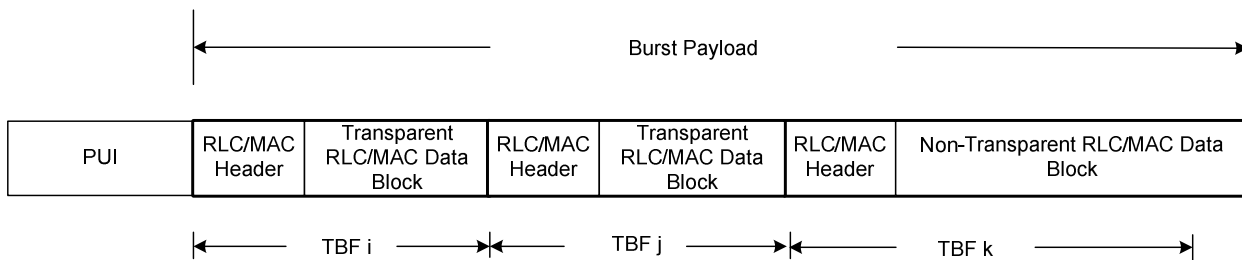 Burst Payload
PUI
RLC/MAC
Header
Transparent
RLC/MAC Data
Block
RLC/MAC
Header
Transparent
RLC/MAC Data
Block
RLC/MAC
Header
Non-Transparent RLC/MAC Data
Block
TBF i
TBF j
TBF k